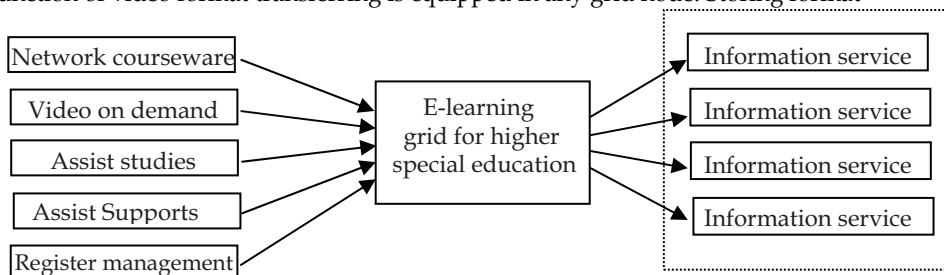 function of video format transferring is equipped in any grid node. Storing format
Network courseware
Video on demand
Assist studies
Assist Supports
Register management
E-learning
grid for higher
special education
Information service
Information service
Information service
Information service